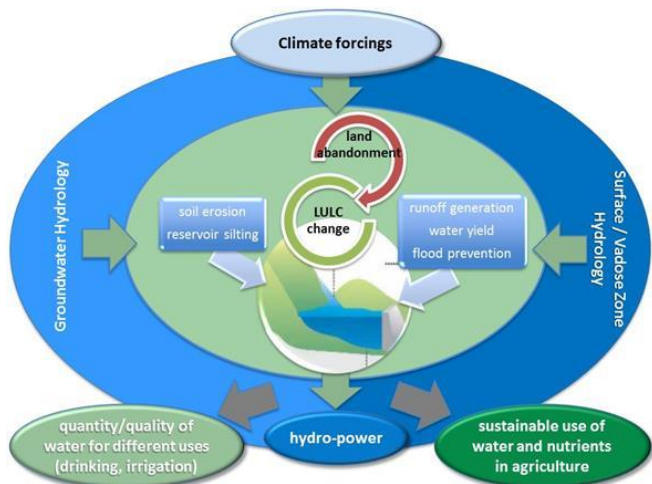 Climate forcings
land
abandonment
LULC
change
soil erosion
reservoir silting
runoff generation
water yield
flood prevention
Groundwater Hydrology
Surface / Vadose Zone
Hydrology
quantity/quality of
water for different uses
(drinking, irrigation)
hydro-power
sustainable use of
water and nutrients
in agriculture